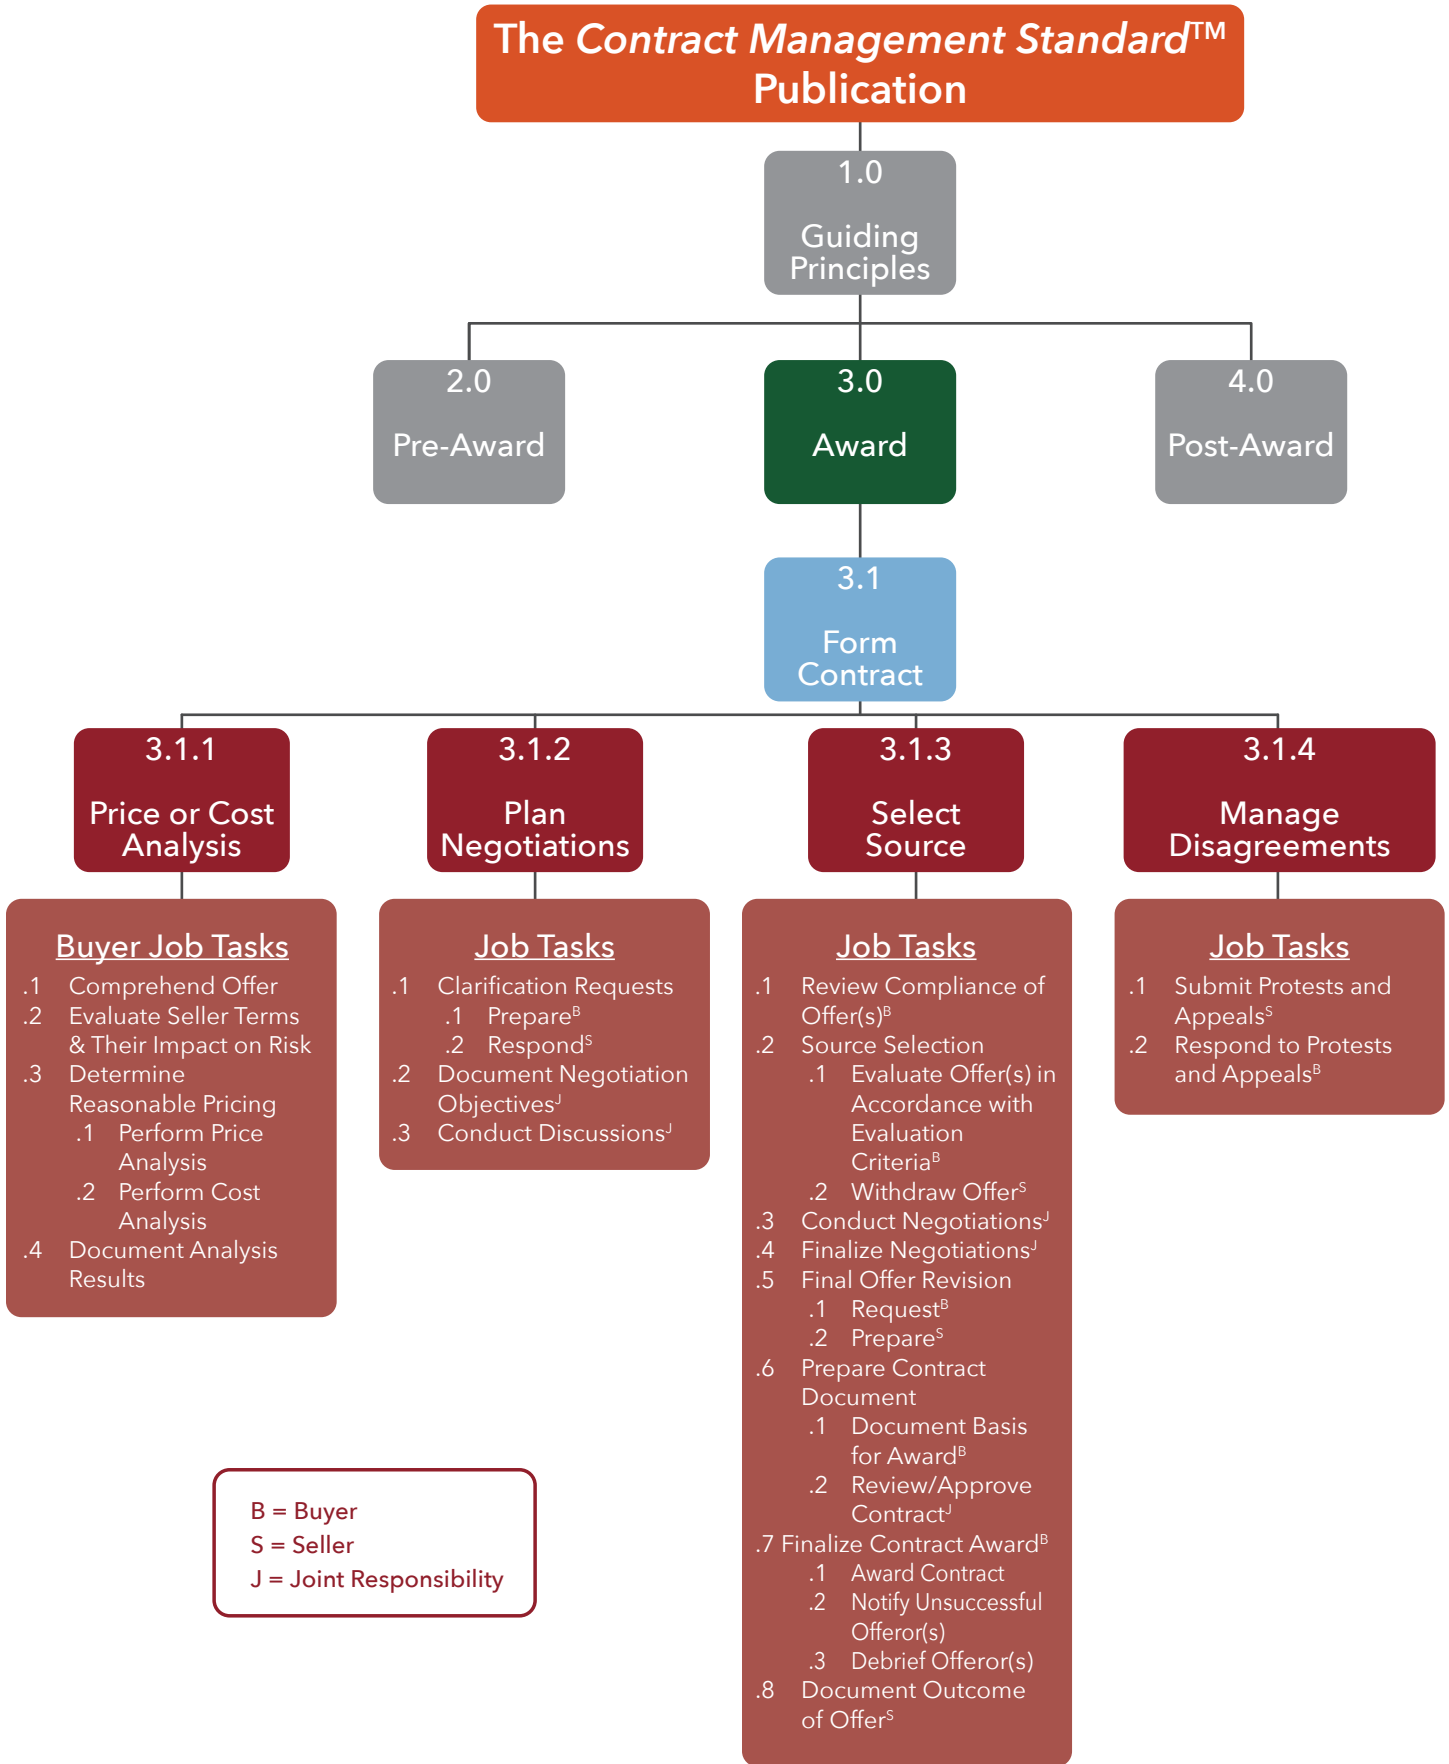 The Contract Management Standard™
Publication
1.0
Guiding
Principles
2.0
Pre-Award
3.0
Award
4.0
Post-Award
3.1
Form
Contract
3.1.1
Price or Cost
Analysis
3.1.2
Plan
Negotiations
3.1.3
Select
Source
3.1.4
Manage
Disagreements
Buyer Job Tasks
.1 Comprehend Offer
.2 Evaluate Seller Terms
& Their Impact on Risk
.3 Determine
Reasonable Pricing
.1 Perform Price
Analysis
.2 Perform Cost
Analysis
.4 Document Analysis
Results
Job Tasks
.1 Clarification Requests
.1 Prepareᴮ
.2 Respondˢ
.2 Document Negotiation
Objectivesᴶ
.3 Conduct Discussionsᴶ
Job Tasks
.1 Review Compliance of
Offer(s)ᴮ
.2 Source Selection
.1 Evaluate Offer(s) in
Accordance with
Evaluation
Criteriaᴮ
.2 Withdraw Offerˢ
.3 Conduct Negotiationsᴶ
.4 Finalize Negotiationsᴶ
.5 Final Offer Revision
.1 Requestᴮ
.2 Prepareˢ
.6 Prepare Contract
Document
.1 Document Basis
for Awardᴮ
.2 Review/Approve
Contractᴶ
.7 Finalize Contract Awardᴮ
.1 Award Contract
.2 Notify Unsuccessful
Offeror(s)
.3 Debrief Offeror(s)
.8 Document Outcome
of Offerˢ
Job Tasks
.1 Submit Protests and
Appealsˢ
.2 Respond to Protests
and Appealsᴮ
B = Buyer
S = Seller
J = Joint Responsibility